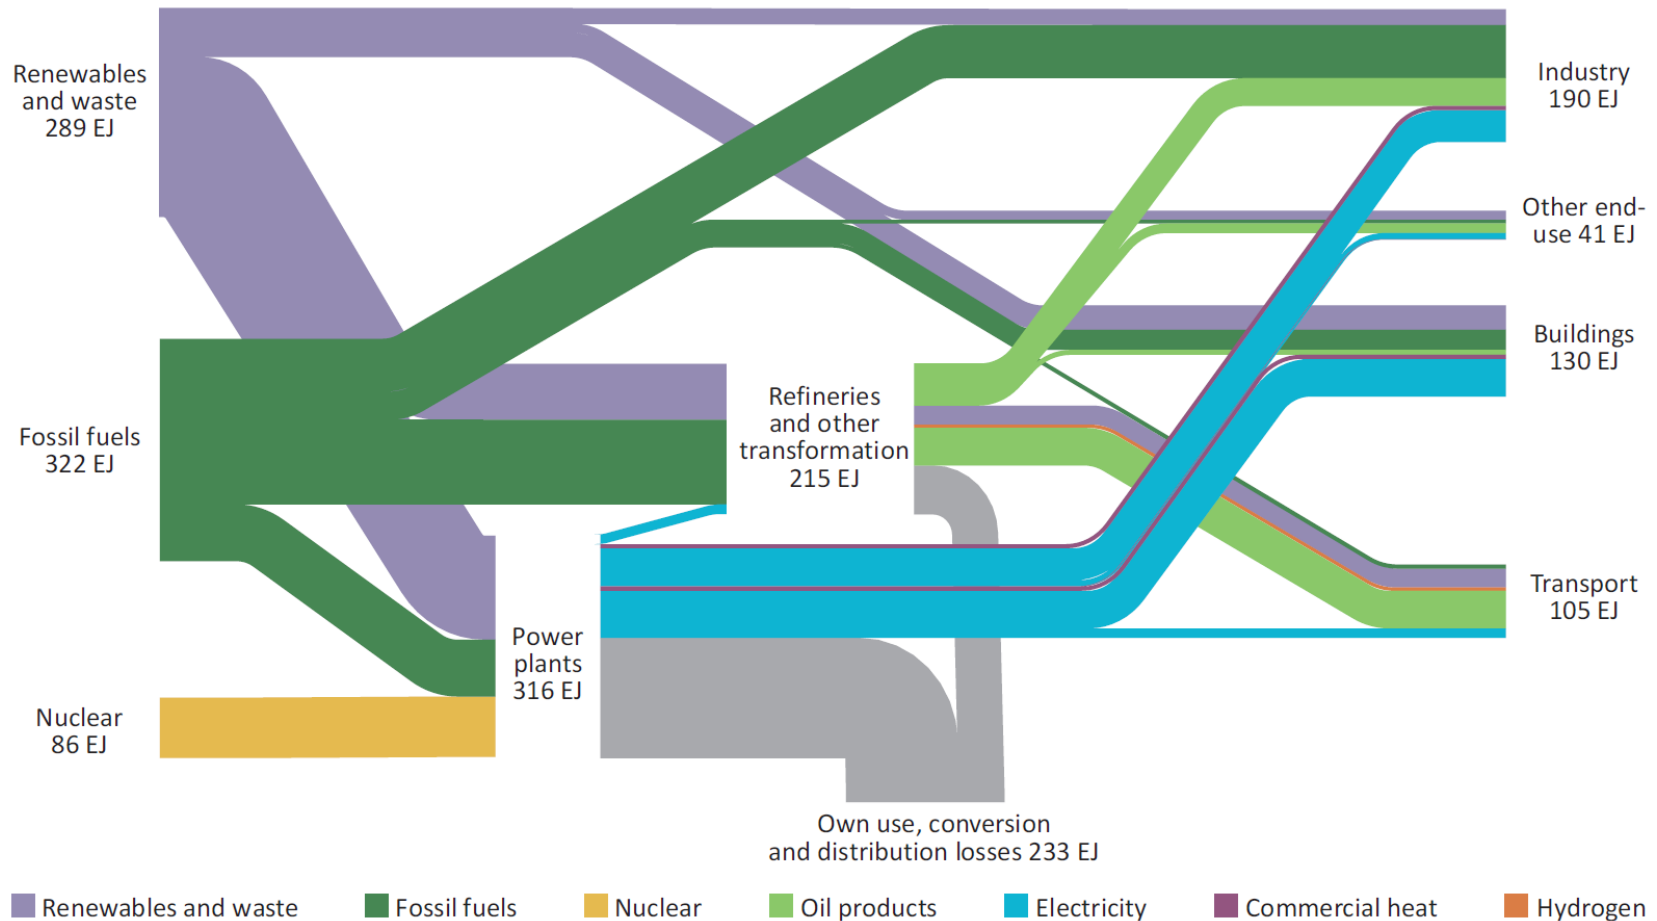 Renewables
and waste
289 EJ
Fossil fuels
322 EJ
Nuclear
86 EJ
Power
plants
316 EJ
Refineries
and other
transformation
215 EJ
Own use, conversion
and distribution losses 233 EJ
Industry
190 EJ
Other end-
use 41 EJ
Buildings
130 EJ
Transport
105 EJ
Renewables and waste
Fossil fuels
Nuclear
Oil products
Electricity
Commercial heat
Hydrogen